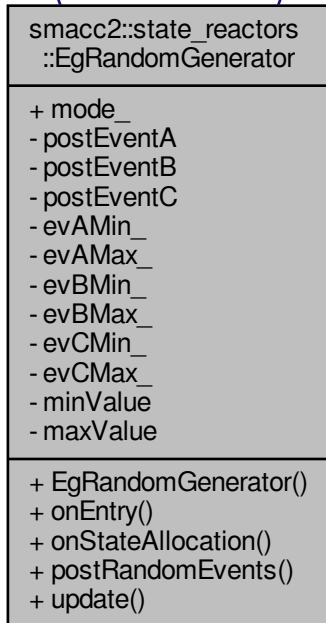 smacc2::state_reactors
::EgRandomGenerator
+ mode_
- postEventA
- postEventB
- postEventC
- evAMin_
- evAMax_
- evBMin_
- evBMax_
- evCMin_
- evCMax_
- minValue
- maxValue
+ EgRandomGenerator()
+ onEntry()
+ onStateAllocation()
+ postRandomEvents()
+ update()